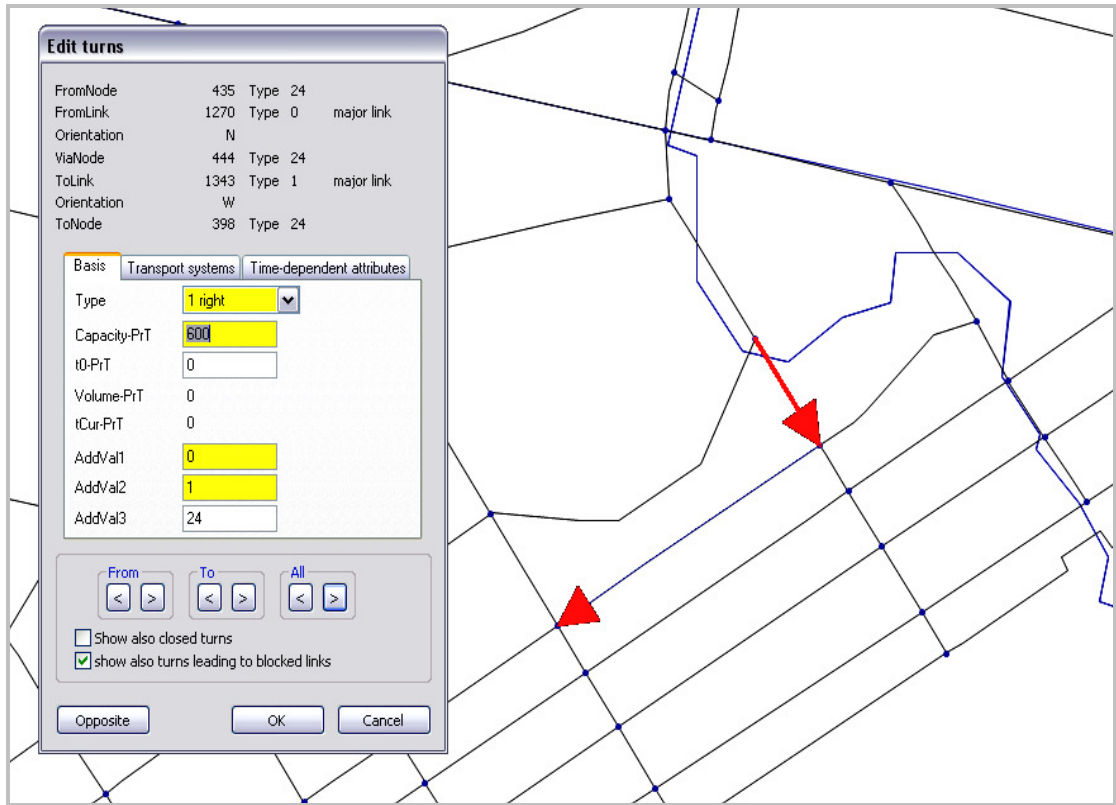 Edit turns
FromNode 435 Type 24
FromLink 1270 Type 0 major link
Orientation N
ViaNode 444 Type 24
ToLink 1343 Type 1 major link
Orientation W
ToNode 398 Type 24
Basis Transport systems Time-dependent attributes
Type 1 right
Capacity-PrT 600
t0-PrT 0
Volume-PrT 0
tCur-PrT 0
AddVal1 0
AddVal2 1
AddVal3 24
From To All
< > < > < >
Show also closed turns
show also turns leading to blocked links
Opposite OK Cancel